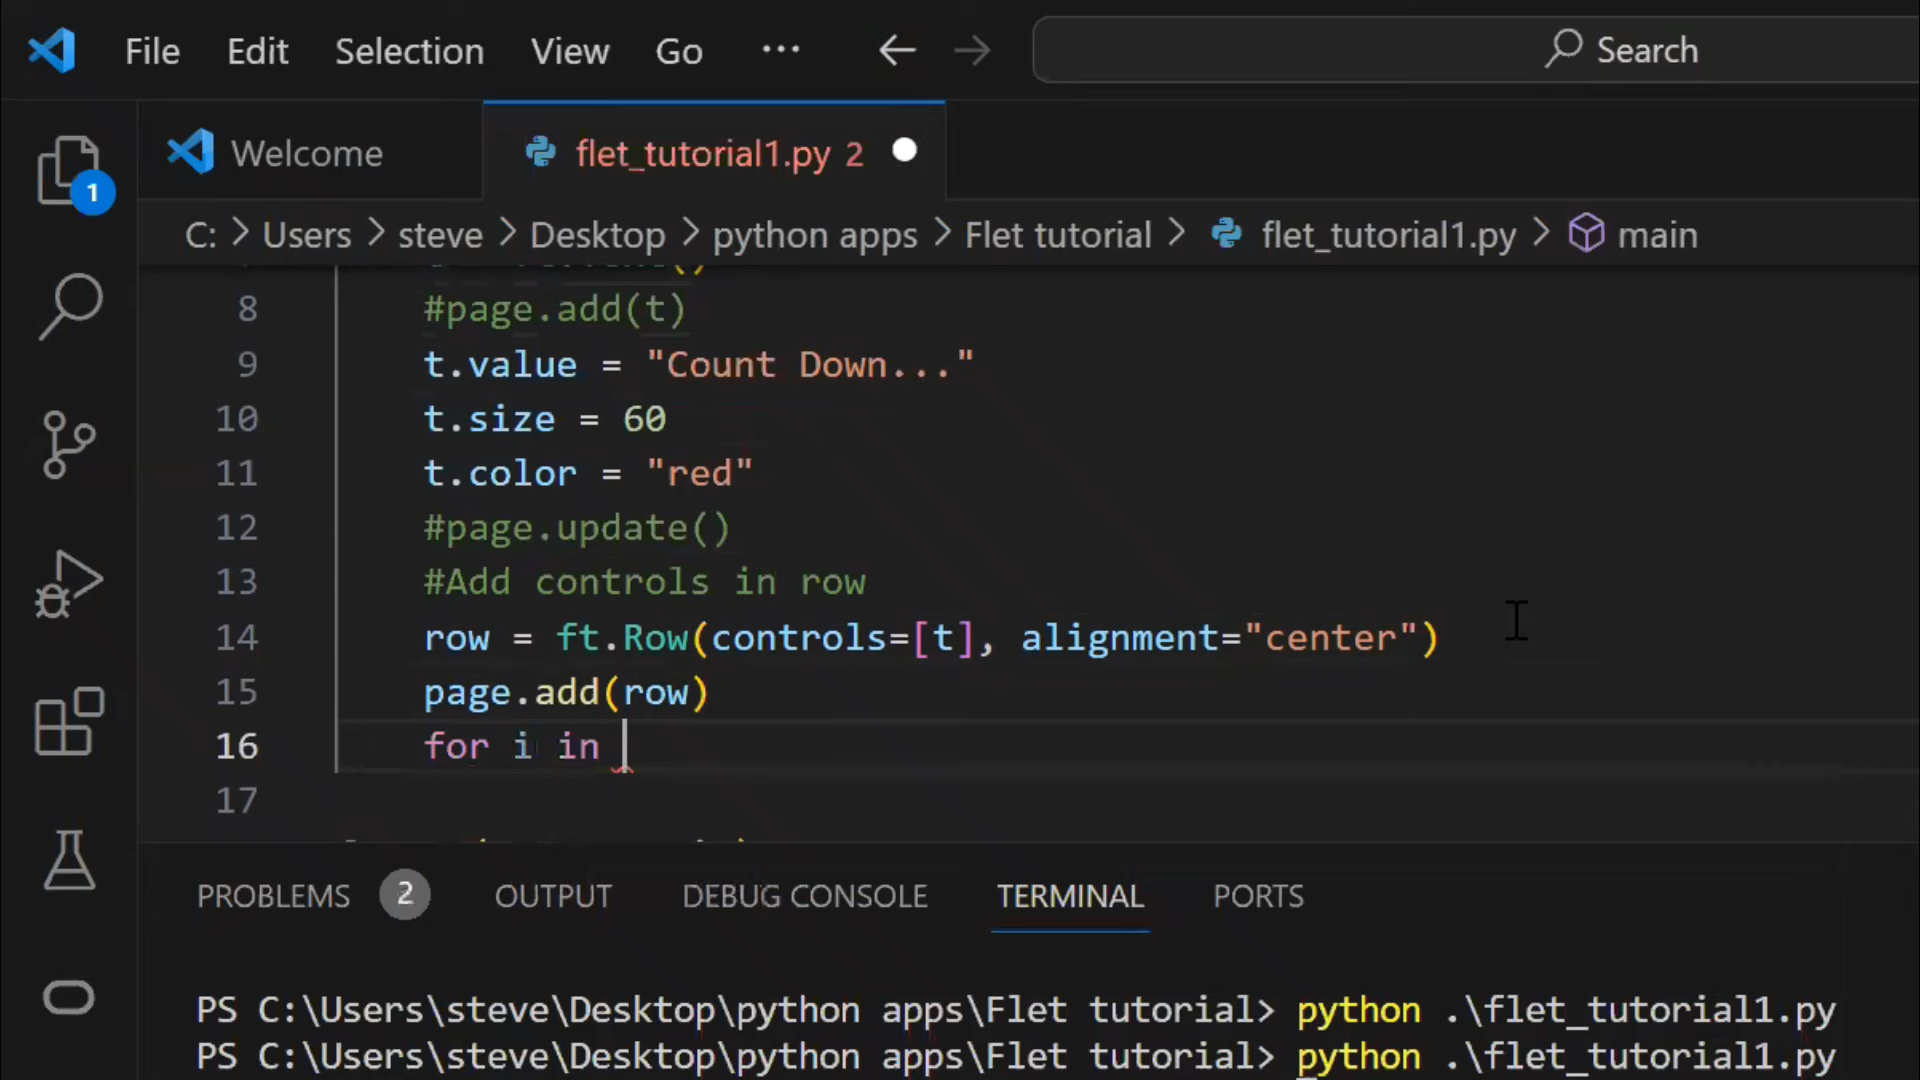 File Edit Selection View Go ... Search
Welcome flet_tutorial1.py 2
1
C: > Users > steve > Desktop > python apps > Flet tutorial > flet_tutorial1.py > main
8 #page.add(t)
9 t.value = "Count Down..."
10 t.size = 60
11 t.color = "red"
12 #page.update()
13 #Add controls in row
14 row = ft.Row(controls=[t], alignment="center")
15 page.add(row)
16 for i in
17
PROBLEMS 2 OUTPUT DEBUG CONSOLE TERMINAL PORTS
PS C:\Users\steve\Desktop\python apps\Flet tutorial> python .\flet_tutorial1.py
PS C:\Users\steve\Desktop\python apps\Flet tutorial> python .\flet_tutorial1.py